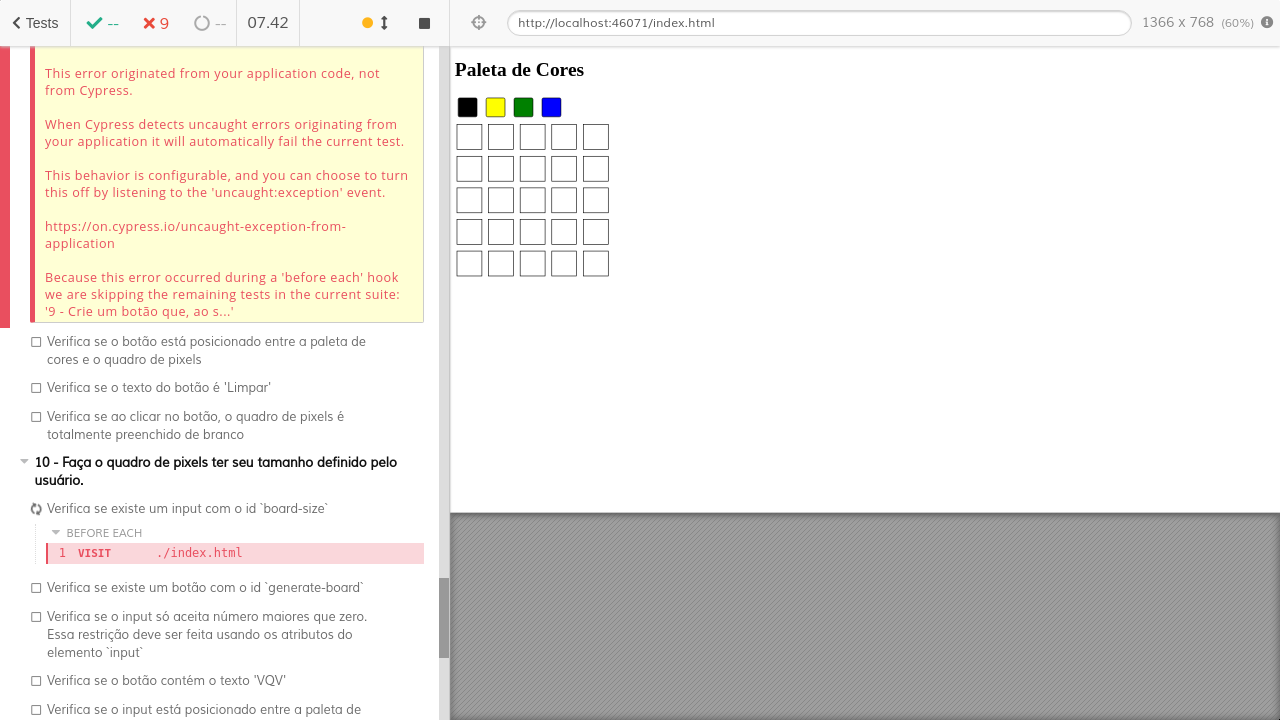 Tests
--
9
--
07.42
http://localhost:46071/index.html
1366 x 768 (60%)
This error originated from your application code, not
from Cypress.
When Cypress detects uncaught errors originating from
your application it will automatically fail the current test.
This behavior is configurable, and you can choose to turn
this off by listening to the 'uncaught:exception' event.
https://on.cypress.io/uncaught-exception-from-
application
Because this error occurred during a 'before each' hook
we are skipping the remaining tests in the current suite:
'9 - Crie um botão que, ao s...'
Verifica se o botão está posicionado entre a paleta de
cores e o quadro de pixels
Verifica se o texto do botão é 'Limpar'
Verifica se ao clicar no botão, o quadro de pixels é
totalmente preenchido de branco
10 - Faça o quadro de pixels ter seu tamanho definido pelo
usuário.
Verifica se existe um input com o id `board-size`
BEFORE EACH
1 VISIT ./index.html
Verifica se existe um botão com o id `generate-board`
Verifica se o input só aceita número maiores que zero.
Essa restrição deve ser feita usando os atributos do
elemento `input`
Verifica se o botão contém o texto 'VQV'
Verifica se o input está posicionado entre a paleta de
Paleta de Cores